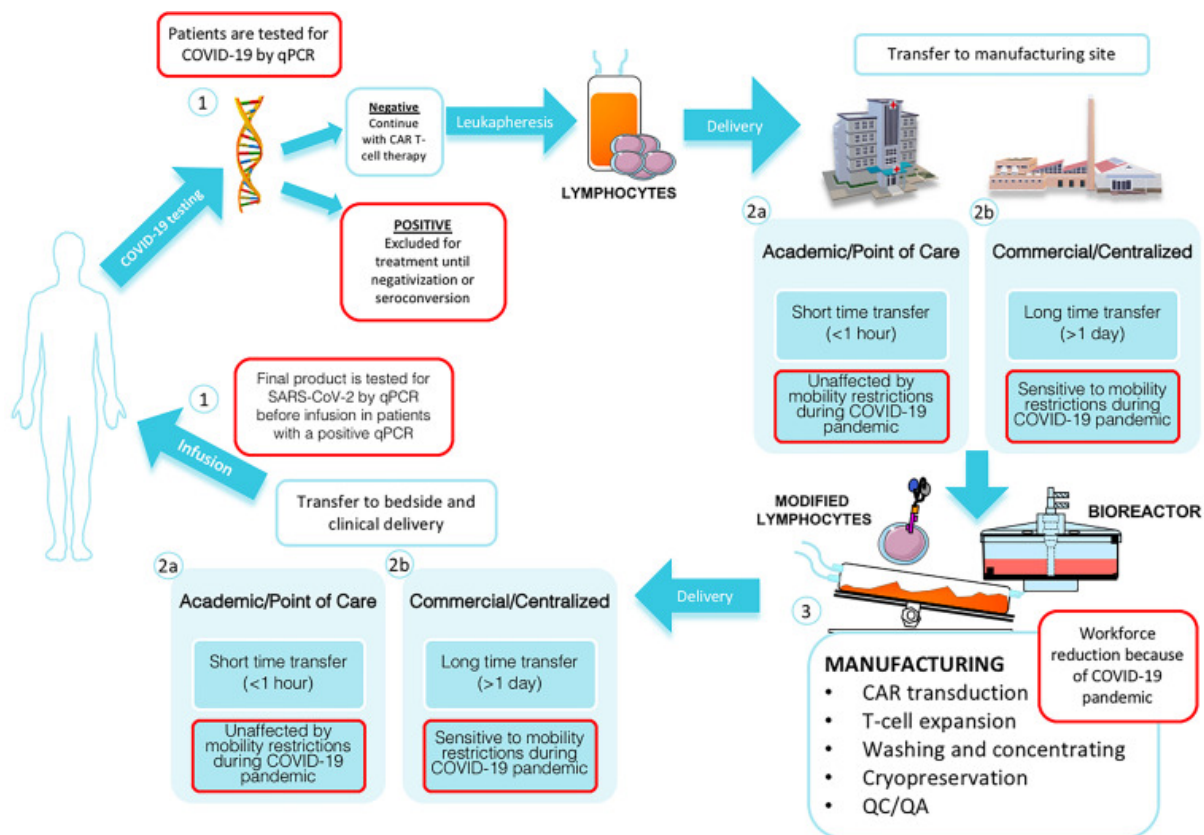 Patients are tested for
COVID-19 by qPCR
1
COVID-19 testing
Negative
Continue
with CAR T-
cell therapy
POSITIVE
Excluded for
treatment until
negativization or
seroconversion
Leukapheresis
LYMPHOCYTES
Delivery
Transfer to manufacturing site
2a
Academic/Point of Care
Short time transfer
(<1 hour)
Unaffected by
mobility restrictions
during COVID-19
pandemic
2b
Commercial/Centralized
Long time transfer
(>1 day)
Sensitive to mobility
restrictions during
COVID-19 pandemic
MODIFIED
LYMPHOCYTES
BIOREACTOR
3
MANUFACTURING
• CAR transduction
• T-cell expansion
• Washing and concentrating
• Cryopreservation
• QC/QA
Workforce
reduction because
of COVID-19
pandemic
Delivery
Transfer to bedside
and clinical delivery
2a
Academic/Point of Care
Short time transfer
(<1 hour)
Unaffected by
mobility restrictions
during COVID-19
pandemic
2b
Commercial/Centralized
Long time transfer
(>1 day)
Sensitive to mobility
restrictions during
COVID-19 pandemic
Infusion
1
Final product is tested for
SARS-CoV-2 by qPCR
before infusion in patients
with a positive qPCR